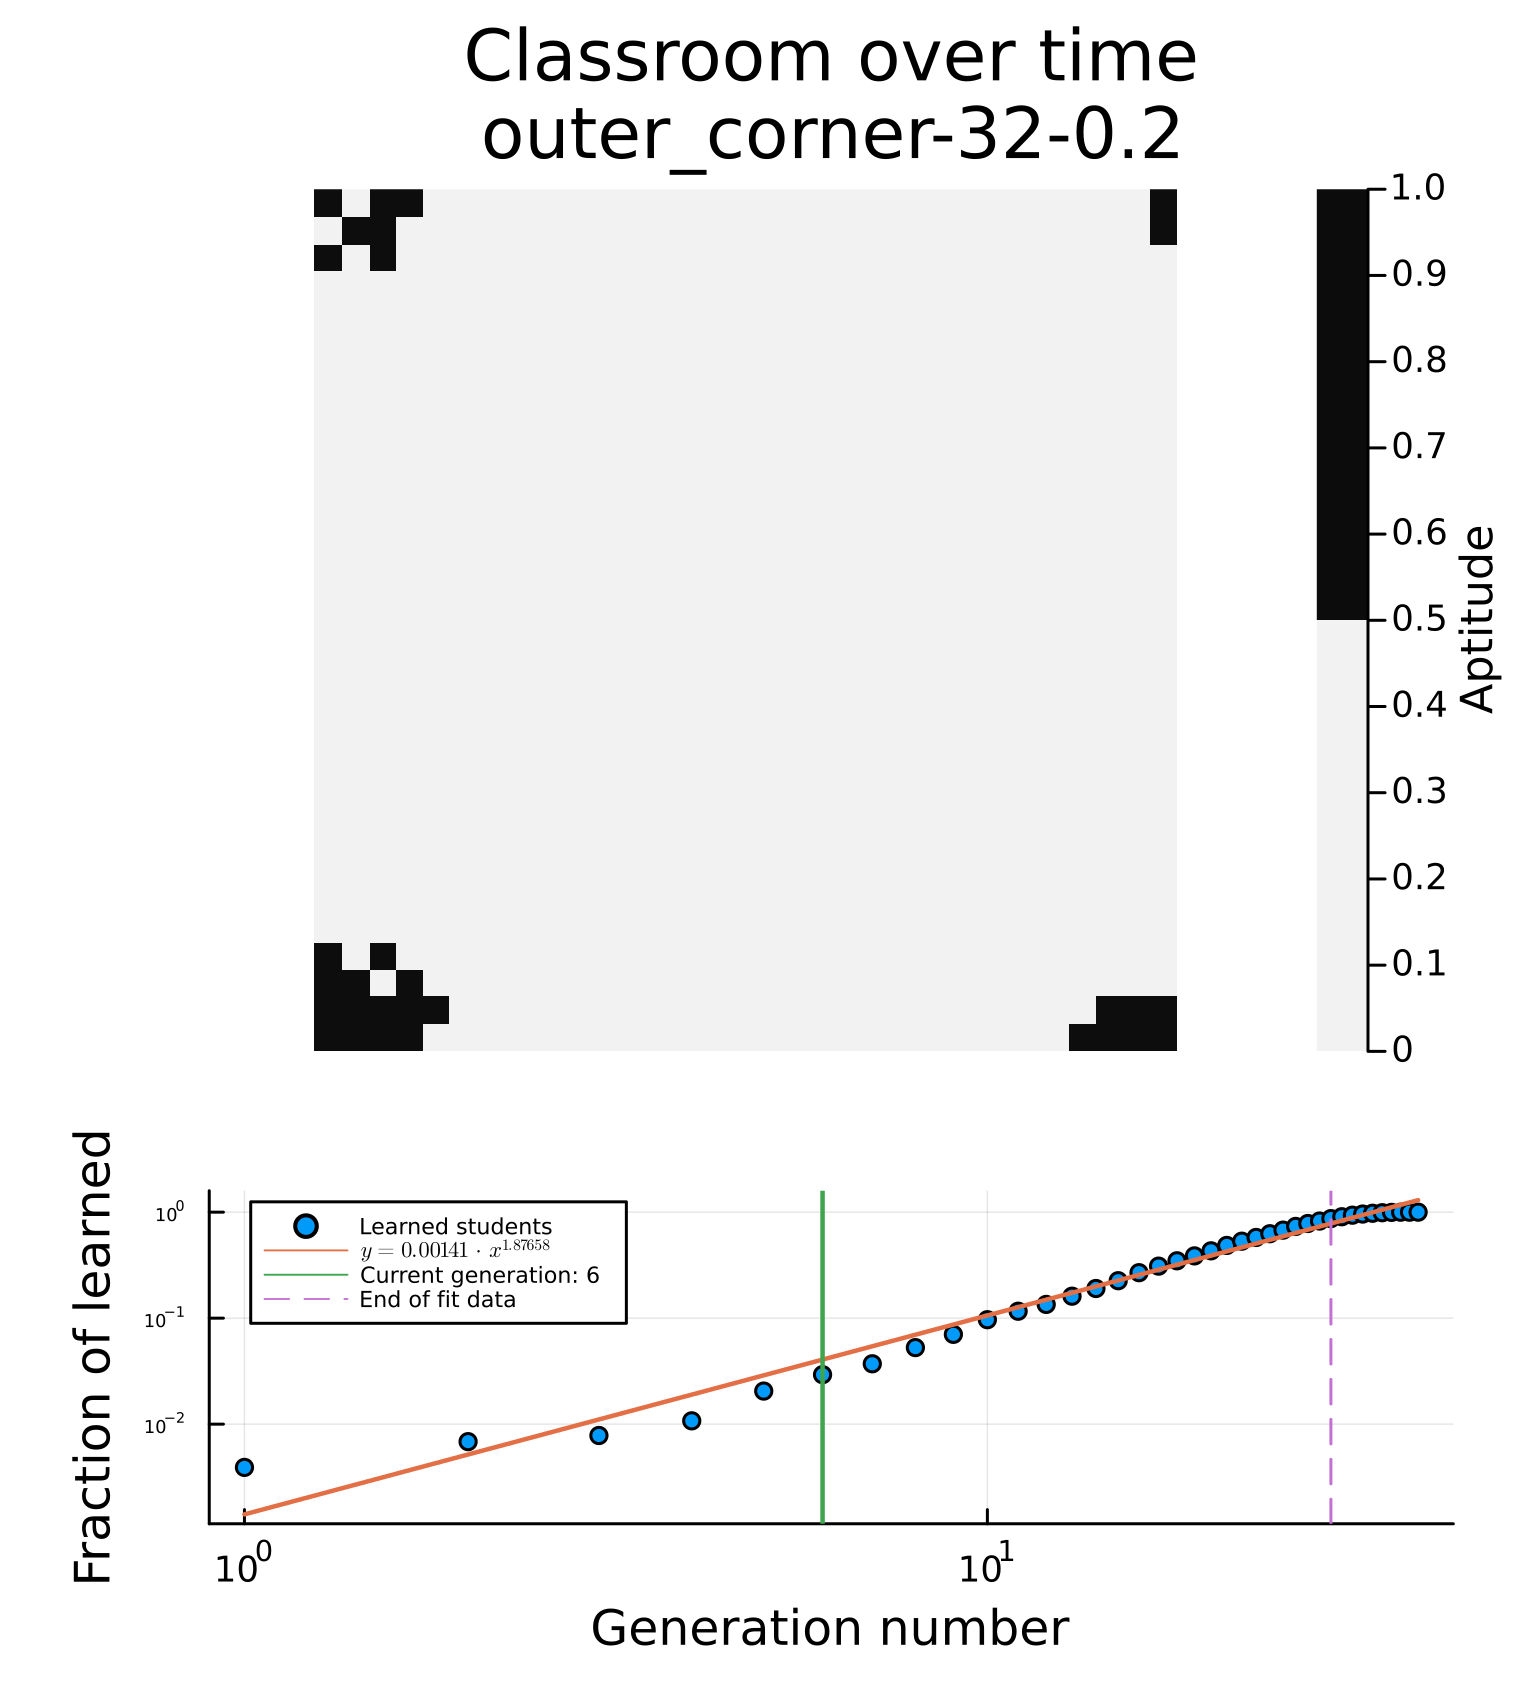 Classroom over time
outer_corner-32-0.2
1.0
0.9
0.8
0.7
0.6
0.5
0.4
0.3
0.2
0.1
0
Aptitude
Fraction of learned
10^0
10^-1
10^-2
Learned students
y = 0.00141 · x^1.87658
Current generation: 6
End of fit data
10^0
10^1
Generation number